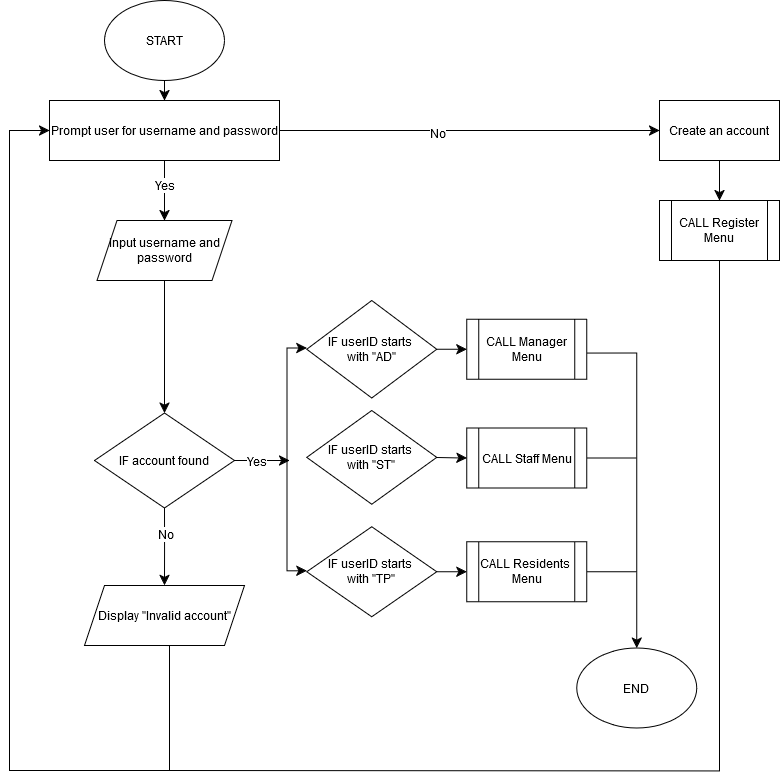 START
Prompt user for username and password
No
Create an account
Yes
CALL Register
Menu
Input username and
password
IF userID starts
with "AD"
CALL Manager
Menu
IF account found
Yes
IF userID starts
with "ST"
CALL Staff Menu
No
IF userID starts
with "TP"
CALL Residents
Menu
Display "Invalid account"
END